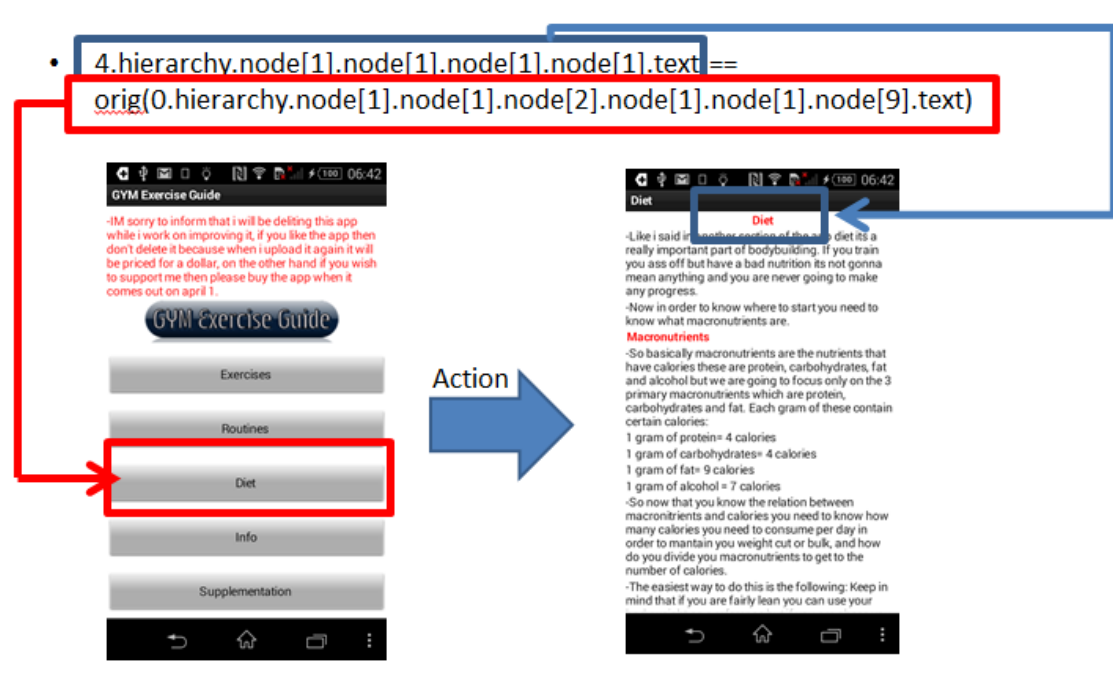 • 4.hierarchy.node[1].node[1].node[1].node[1].text ==
orig(0.hierarchy.node[1].node[1].node[2].node[1].node[1].node[9].text)
100 06:42
GYM Exercise Guide
-IM sorry to inform that i will be deliting this app
while i work on improving it, if you like the app then
don't delete it because when i upload it again it will
be priced for a dollar, on the other hand if you wish
to support me then please buy the app when it
comes out on april 1.
GYM Exercise Guide
Exercises
Routines
Diet
Info
Supplementation
Action
100 06:42
Diet
Diet
-Like i said in another section of the app diet its a
really important part of bodybuilding. If you train
you ass off but have a bad nutrition its not gonna
mean anything and you are never going to make
any progress.
-Now in order to know where to start you need to
know what macronutrients are.
Macronutrients
-So basically macronutrients are the nutrients that
have calories these are protein, carbohydrates, fat
and alcohol but we are going to focus only on the 3
primary macronutrients which are protein,
carbohydrates and fat. Each gram of these contain
certain calories:
1 gram of protein= 4 calories
1 gram of carbohydrates= 4 calories
1 gram of fat= 9 calories
1 gram of alcohol = 7 calories
-So now that you know the relation between
macronitrients and calories you need to know how
many calories you need to consume per day in
order to mantain you weight cut or bulk, and how
do you divide you macronutrients to get to the
number of calories.
-The easiest way to do this is the following: Keep in
mind that if you are fairly lean you can use your